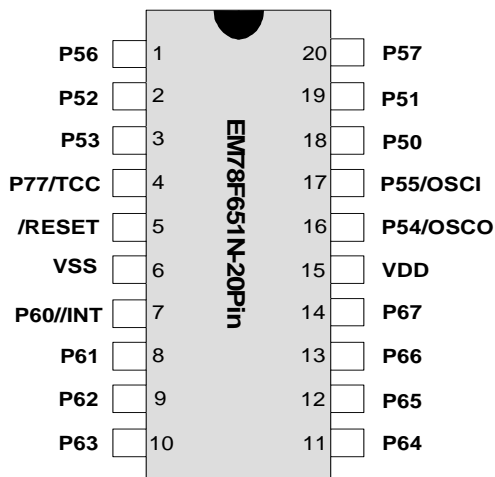 P56 1 20 P57
P52 2 19 P51
P53 3 18 P50
P77/TCC 4 17 P55/OSCI
/RESET 5 16 P54/OSCO
VSS 6 15 VDD
P60//INT 7 14 P67
P61 8 13 P66
P62 9 12 P65
P63 10 11 P64
EM78F651N-20Pin